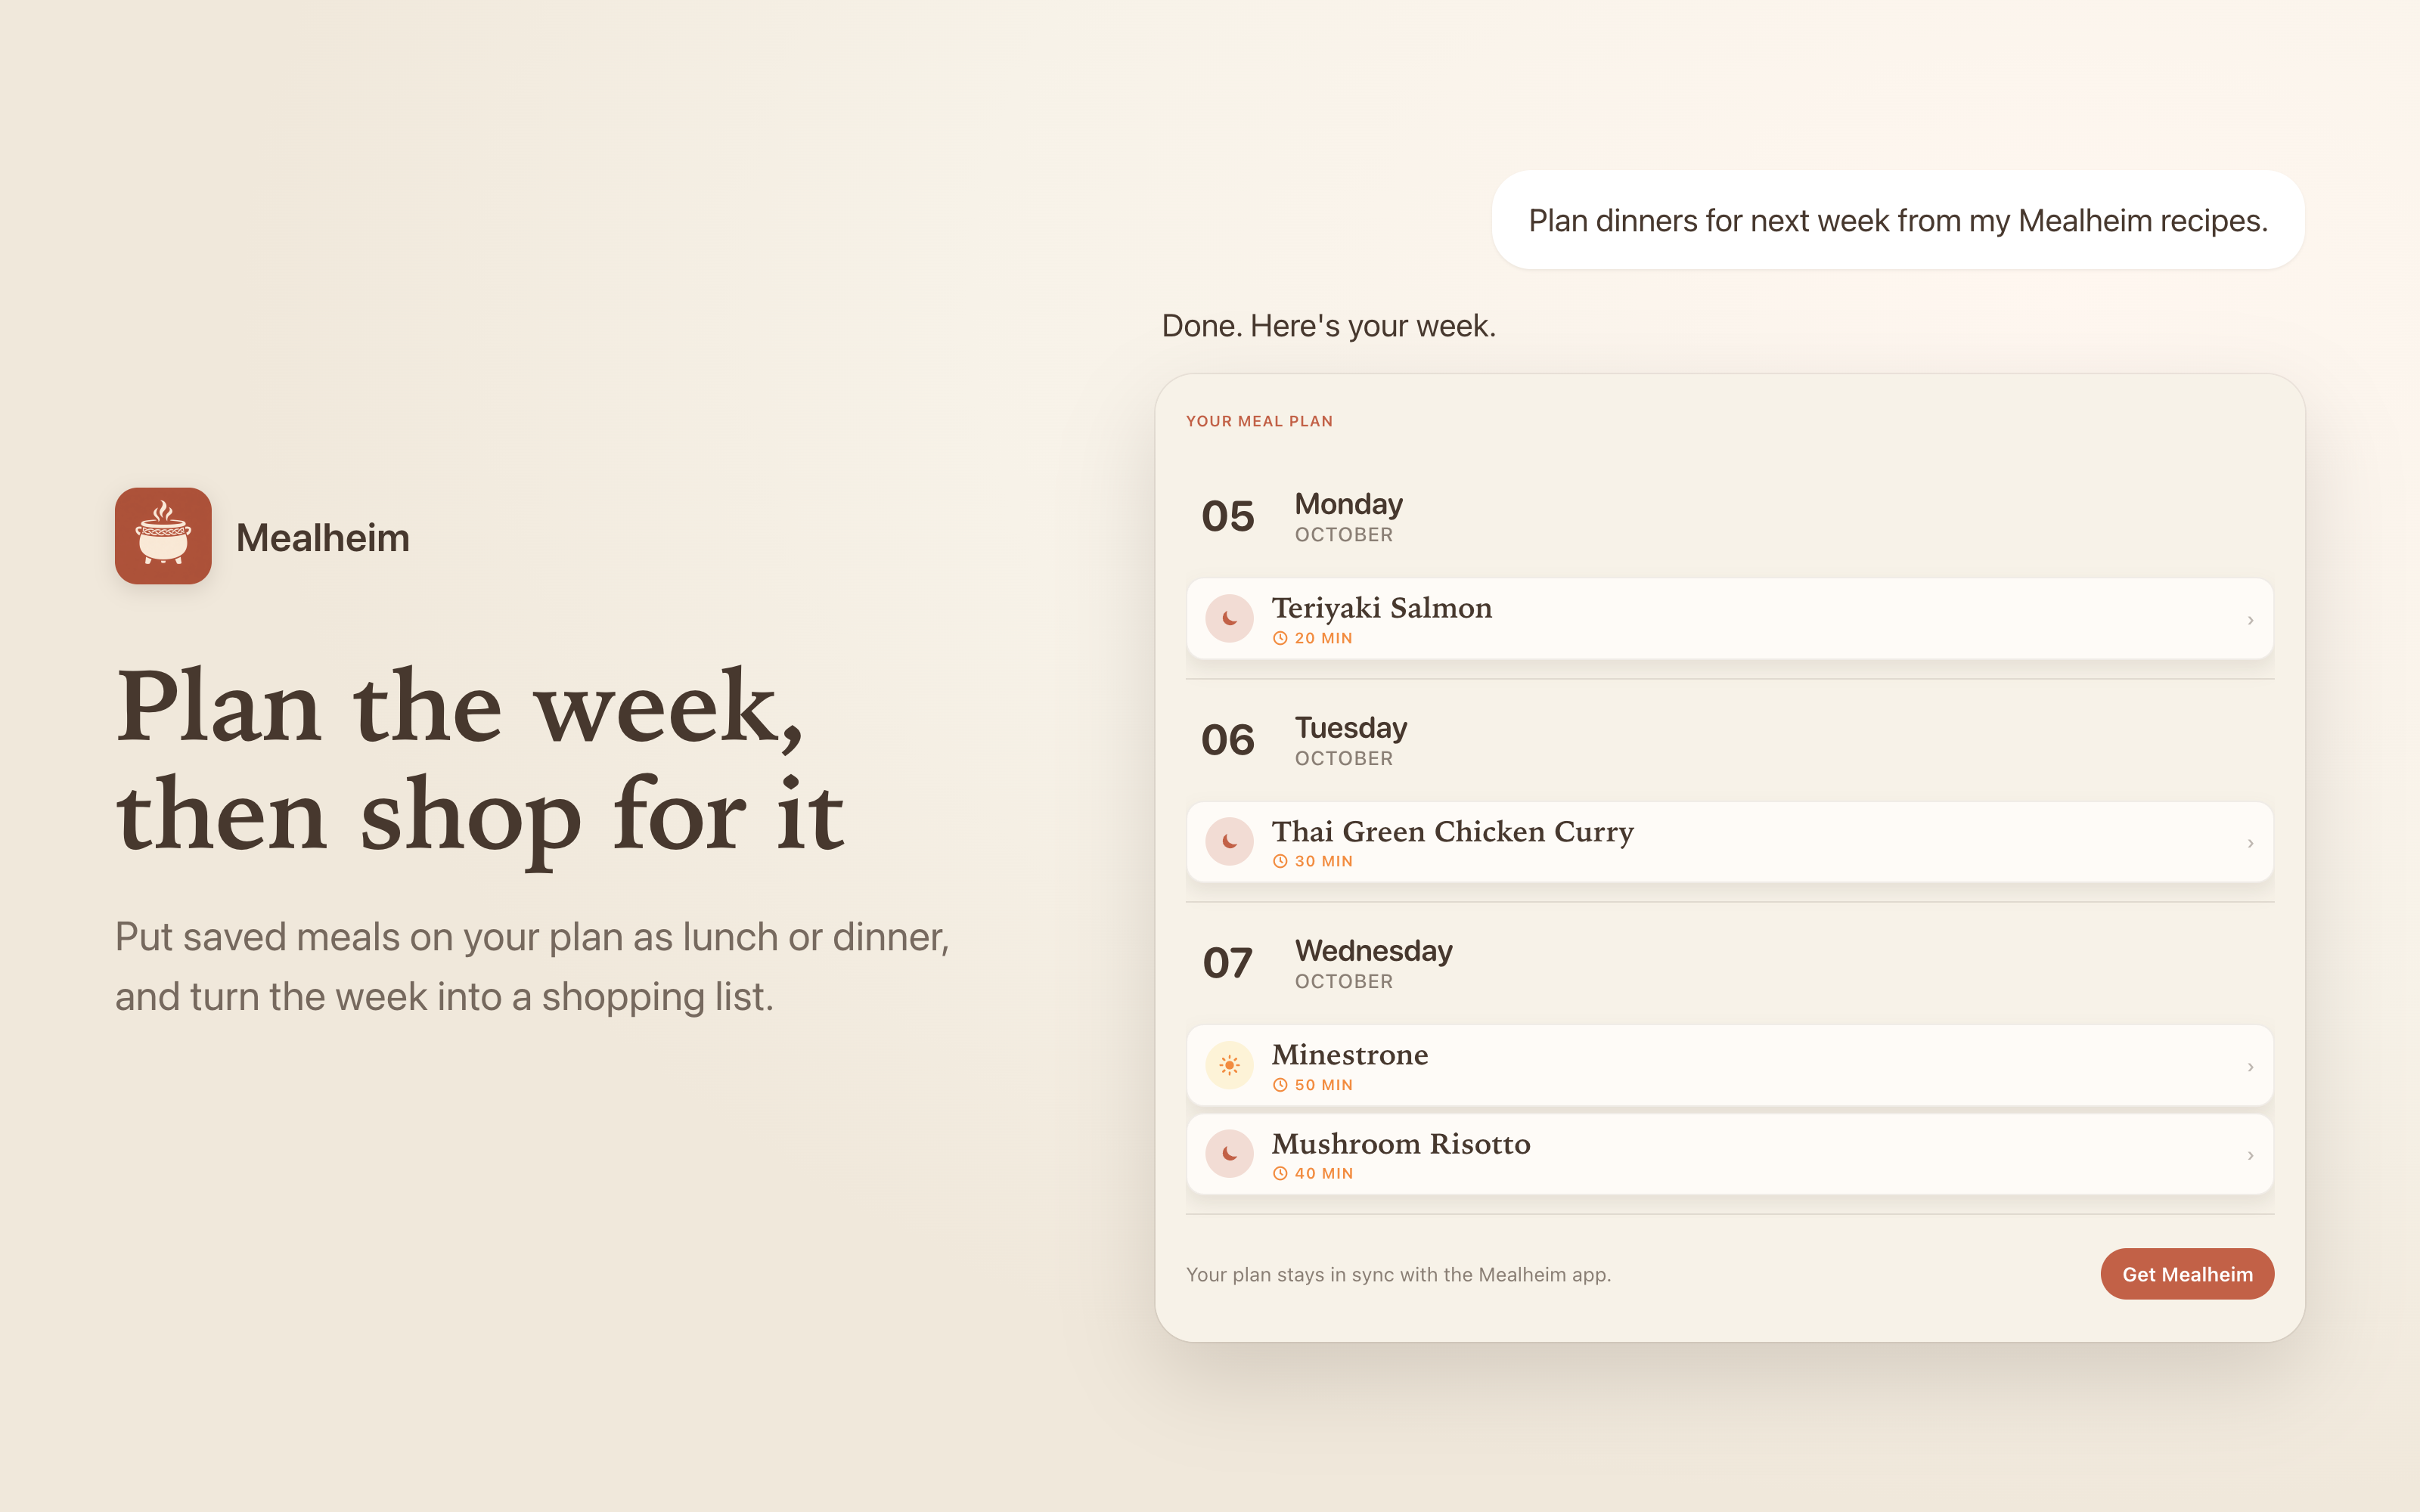 Mealheim
Plan the week,
then shop for it
Put saved meals on your plan as lunch or dinner,
and turn the week into a shopping list.
Plan dinners for next week from my Mealheim recipes.
Done. Here's your week.
YOUR MEAL PLAN
05 Monday
OCTOBER
Teriyaki Salmon
20 MIN
06 Tuesday
OCTOBER
Thai Green Chicken Curry
30 MIN
07 Wednesday
OCTOBER
Minestrone
50 MIN
Mushroom Risotto
40 MIN
Your plan stays in sync with the Mealheim app.
Get Mealheim